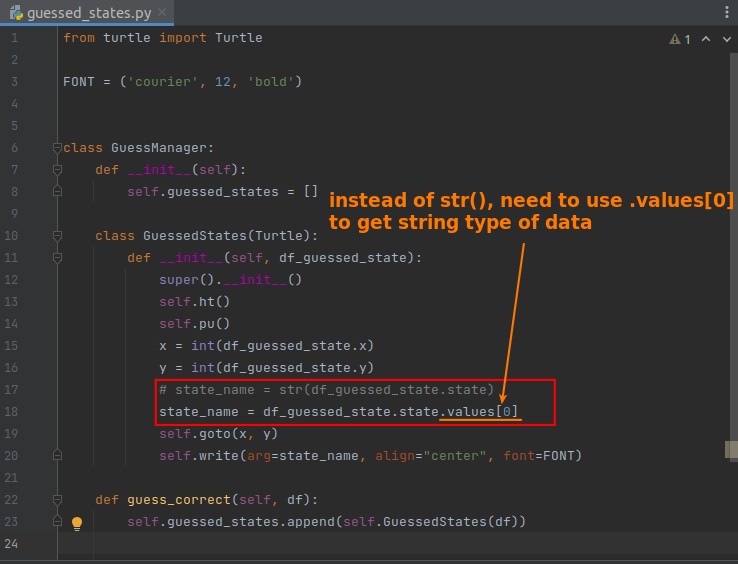 guessed_states.py
1 from turtle import Turtle
1
2
3 FONT = ('courier', 12, 'bold')
4
5
6 class GuessManager:
7 def __init__(self):
8 self.guessed_states = []
instead of str(), need to use .values[0]
to get string type of data
9
10 class GuessedStates(Turtle):
11 def __init__(self, df_guessed_state):
12 super().__init__()
13 self.ht()
14 self.pu()
15 x = int(df_guessed_state.x)
16 y = int(df_guessed_state.y)
17 # state_name = str(df_guessed_state.state)
18 state_name = df_guessed_state.state.values[0]
19 self.goto(x, y)
20 self.write(arg=state_name, align="center", font=FONT)
21
22 def guess_correct(self, df):
23 self.guessed_states.append(self.GuessedStates(df))
24